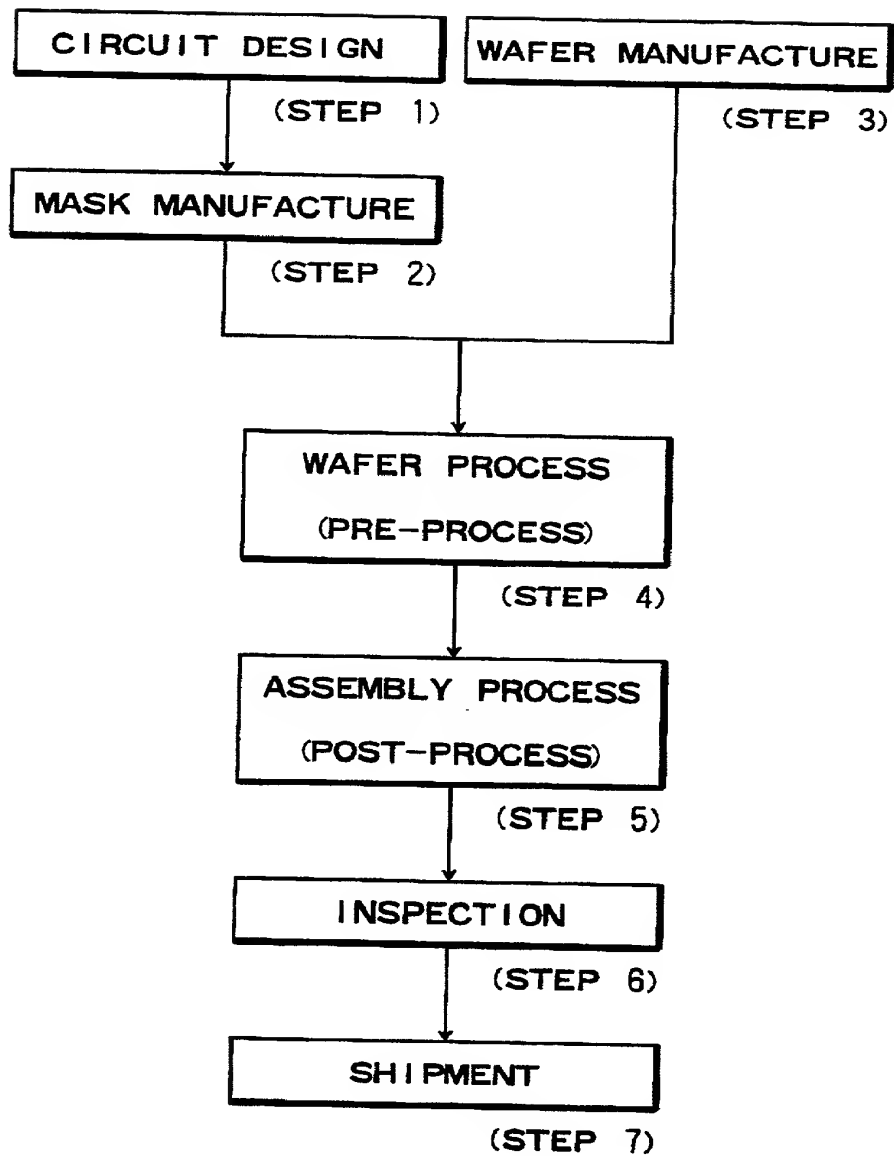 CIRCUIT DESIGN
(STEP 1)
WAFER MANUFACTURE
(STEP 3)
MASK MANUFACTURE
(STEP 2)
WAFER PROCESS
(PRE-PROCESS)
(STEP 4)
ASSEMBLY PROCESS
(POST-PROCESS)
(STEP 5)
INSPECTION
(STEP 6)
SHIPMENT
(STEP 7)